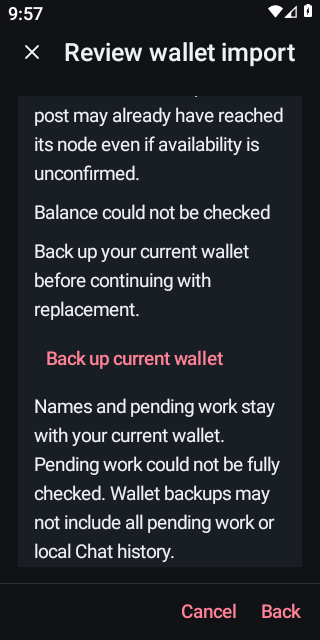 9:57
Review wallet import
post may already have reached
its node even if availability is
unconfirmed.
Balance could not be checked
Back up your current wallet
before continuing with
replacement.
Back up current wallet
Names and pending work stay
with your current wallet.
Pending work could not be fully
checked. Wallet backups may
not include all pending work or
local Chat history.
Cancel Back